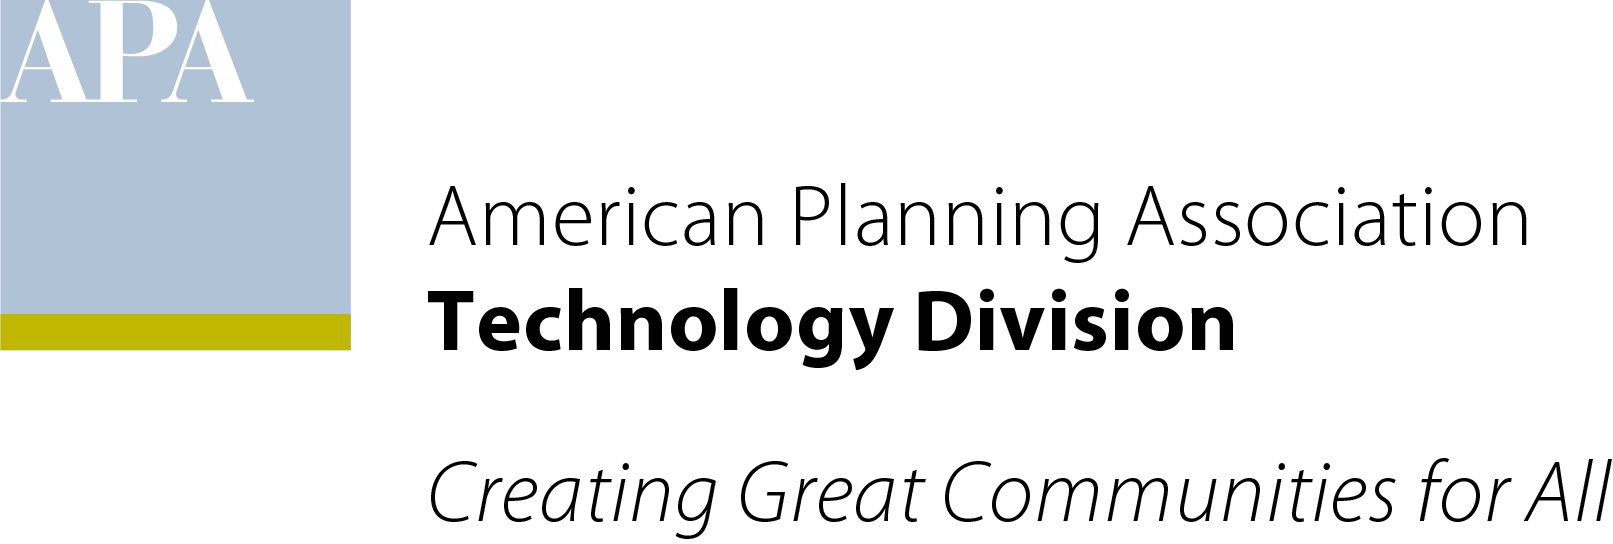 APA
American Planning Association
Technology Division
Creating Great Communities for All